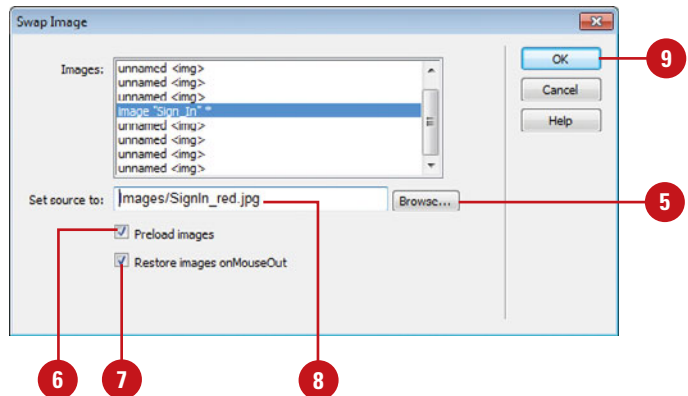 Swap Image
Images:
unnamed <img>
unnamed <img>
unnamed <img>
image "Sign_In" *
unnamed <img>
unnamed <img>
unnamed <img>
unnamed <img>
OK
9
Cancel
Help
Set source to:
Images/SignIn_red.jpg
Browse...
5
Preload images
Restore images onMouseOut
6
7
8